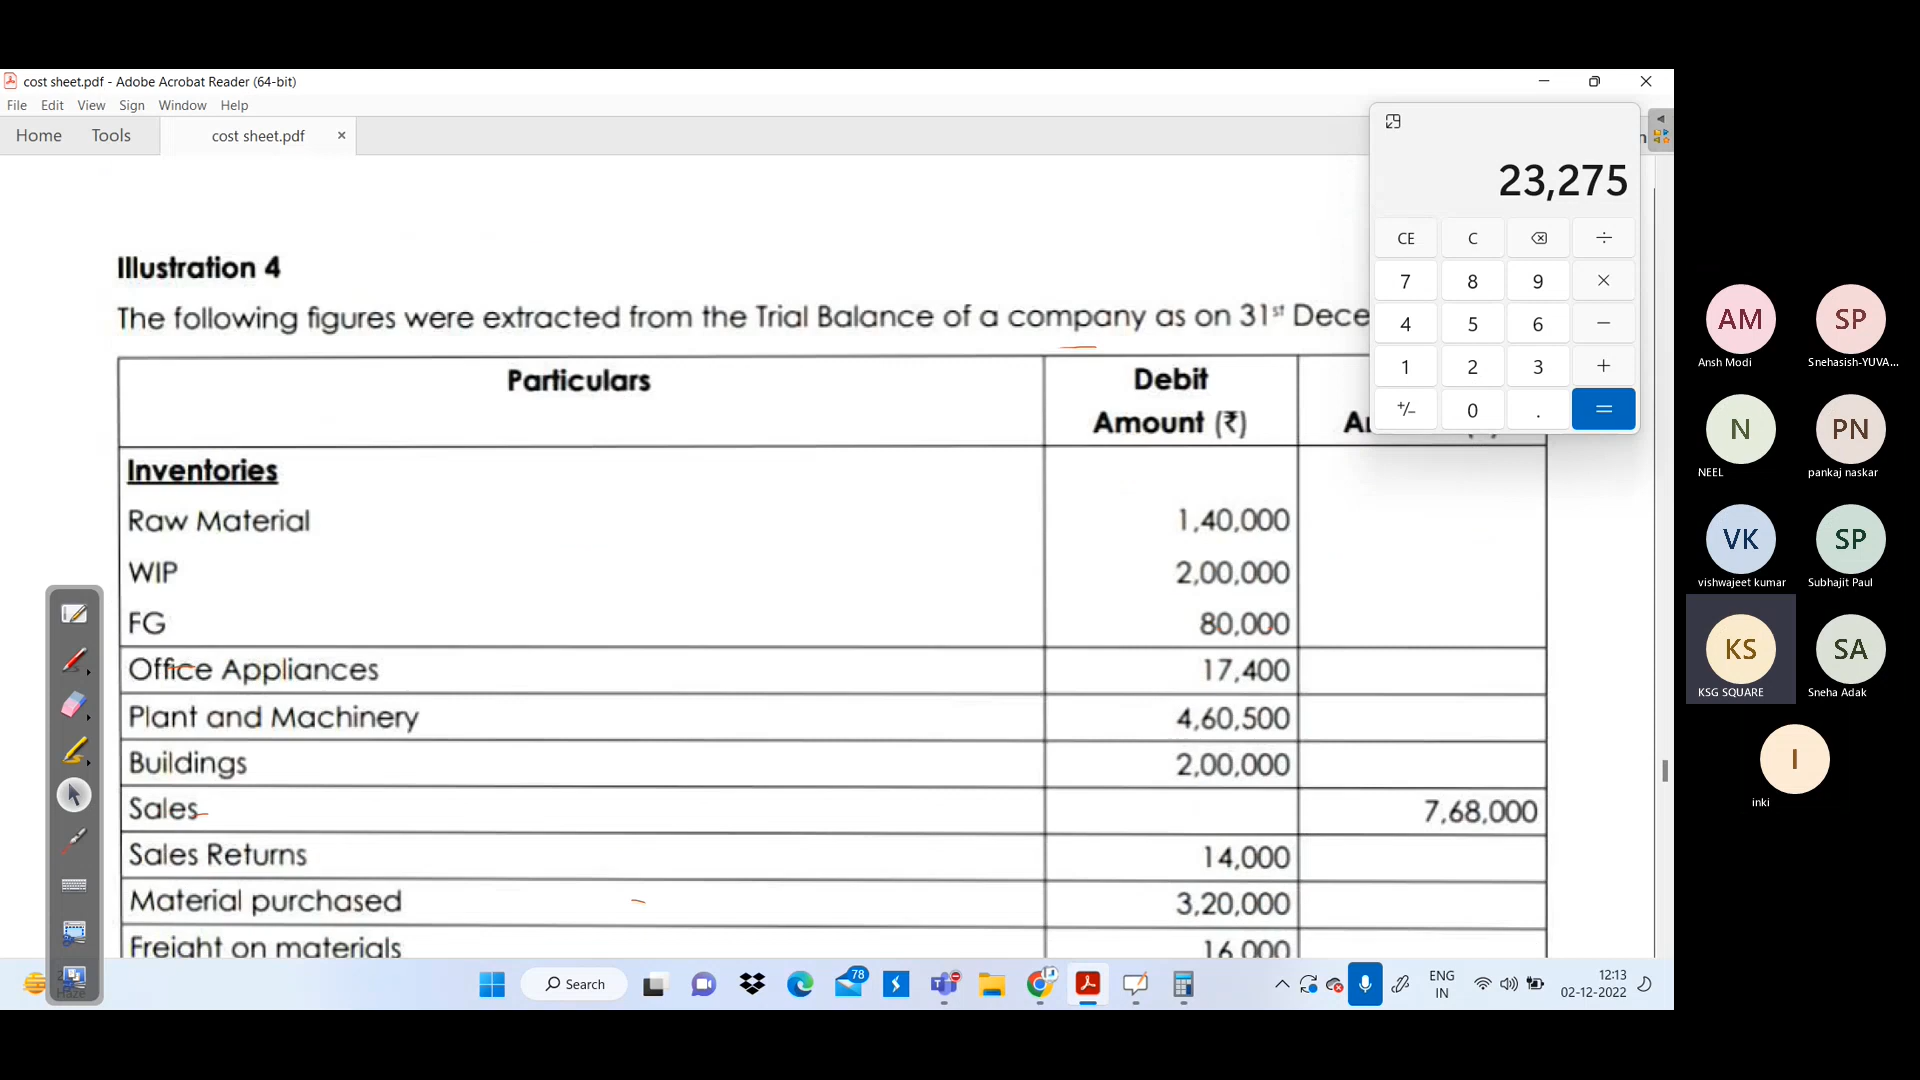 cost sheet.pdf - Adobe Acrobat Reader (64-bit)
File Edit View Sign Window Help
Home Tools cost sheet.pdf ×
23,275
CE C ÷
7 8 9 ×
4 5 6 −
1 2 3 +
+/− 0 . =
Illustration 4
The following figures were extracted from the Trial Balance of a company as on 31st Dece
Particulars Debit
Amount (₹)
Inventories
Raw Material 1,40,000
WIP 2,00,000
FG 80,000
Office Appliances 17,400
Plant and Machinery 4,60,500
Buildings 2,00,000
Sales 7,68,000
Sales Returns 14,000
Material purchased 3,20,000
Freight on materials 16,000
AM SP
Ansh Modi Snehasish-YUVA...
N PN
NEEL pankaj naskar
VK SP
vishwajeet kumar Subhajit Paul
KS SA
KSG SQUARE Sneha Adak
I
inki
Haze
Search
78
ENG
IN
12:13
02-12-2022